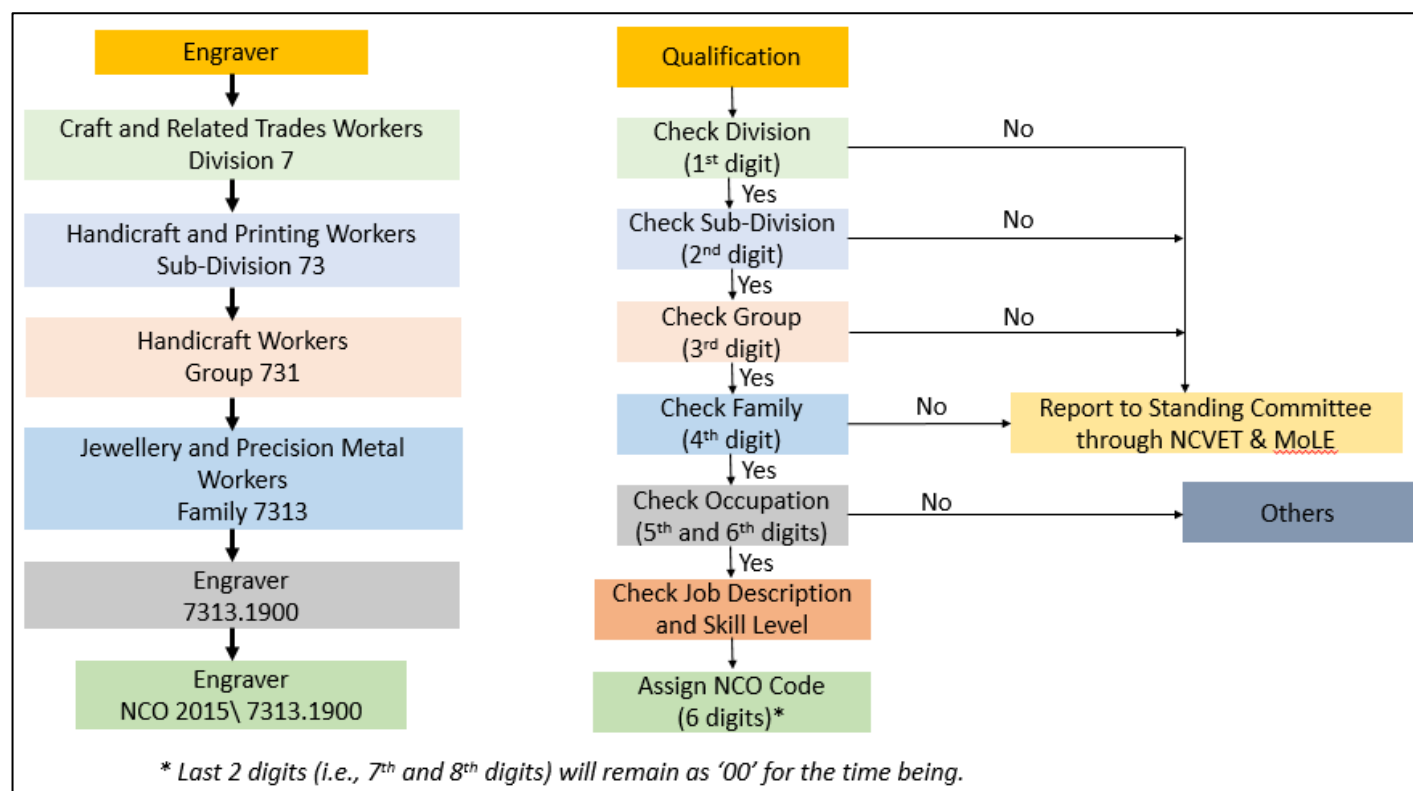 Engraver
Craft and Related Trades Workers
Division 7
Handicraft and Printing Workers
Sub-Division 73
Handicraft Workers
Group 731
Jewellery and Precision Metal
Workers
Family 7313
Engraver
7313.1900
Engraver
NCO 2015\ 7313.1900
Qualification
Check Division
(1st digit)
No
Yes
Check Sub-Division
(2nd digit)
No
Yes
Check Group
(3rd digit)
No
Yes
Check Family
(4th digit)
No
Report to Standing Committee
through NCVET & MoLE
Yes
Check Occupation
(5th and 6th digits)
No
Others
Yes
Check Job Description
and Skill Level
Assign NCO Code
(6 digits)*
* Last 2 digits (i.e., 7th and 8th digits) will remain as ‘00’ for the time being.